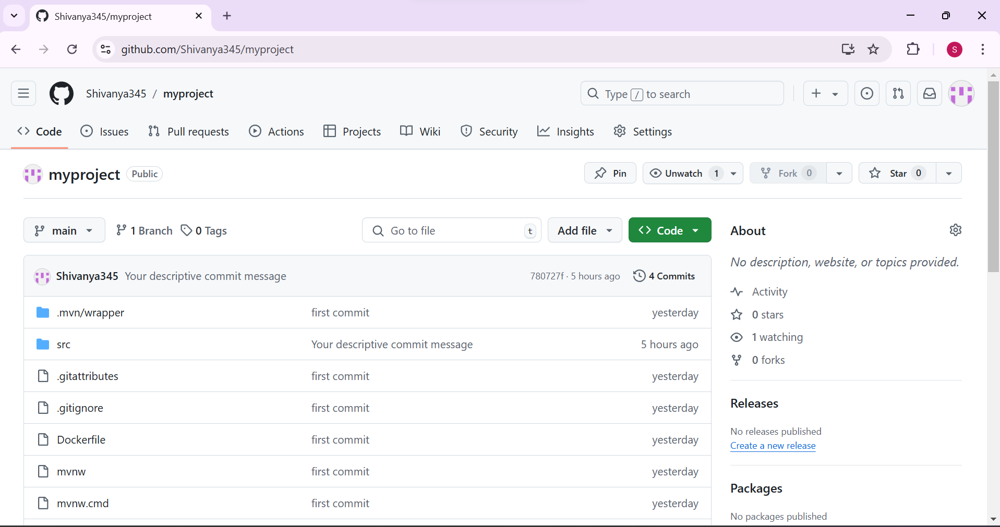 Shivanya345/myproject
github.com/Shivanya345/myproject
S
Shivanya345 / myproject
Type / to search
Code Issues Pull requests Actions Projects Wiki Security Insights Settings
myproject Public
Pin Unwatch 1 Fork 0 Star 0
main 1 Branch 0 Tags Go to file t Add file Code
Shivanya345 Your descriptive commit message 780727f · 5 hours ago 4 Commits
.mvn/wrapper first commit yesterday
src Your descriptive commit message 5 hours ago
.gitattributes first commit yesterday
.gitignore first commit yesterday
Dockerfile first commit yesterday
mvnw first commit yesterday
mvnw.cmd first commit yesterday
About
No description, website, or topics provided.
Activity
0 stars
1 watching
0 forks
Releases
No releases published
Create a new release
Packages
No packages published